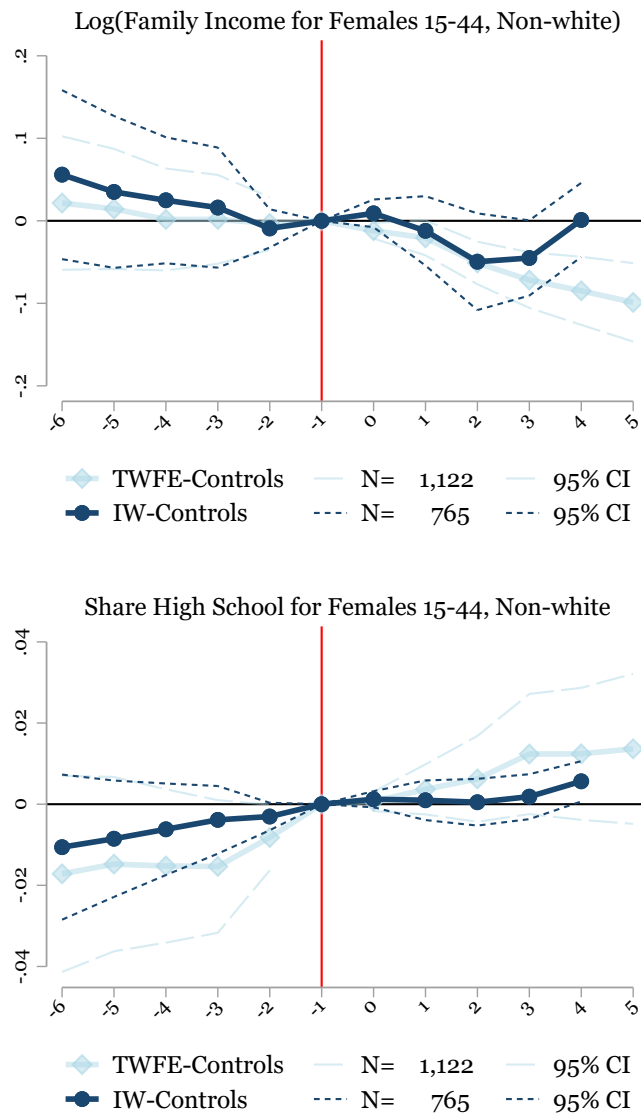 Log(Family Income for Females 15-44, Non-white)
.2
.1
0
-.1
-.2
-6 -5 -4 -3 -2 -1 0 1 2 3 4 5
TWFE-Controls N= 1,122 95% CI
IW-Controls N= 765 95% CI
Share High School for Females 15-44, Non-white
.04
.02
0
-.02
-.04
-6 -5 -4 -3 -2 -1 0 1 2 3 4 5
TWFE-Controls N= 1,122 95% CI
IW-Controls N= 765 95% CI